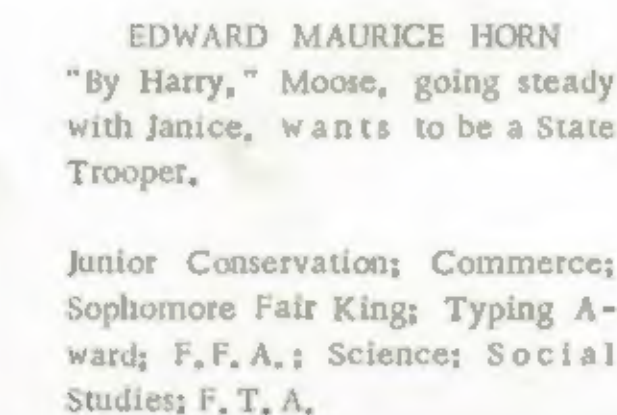 EDWARD MAURICE HORN
"By Harry," Moose, going steady
with Janice, wants to be a State
Trooper.
Junior Conservation; Commerce;
Sophomore Fair King; Typing A-
ward; F.F.A.; Science; Social
Studies; F.T.A.